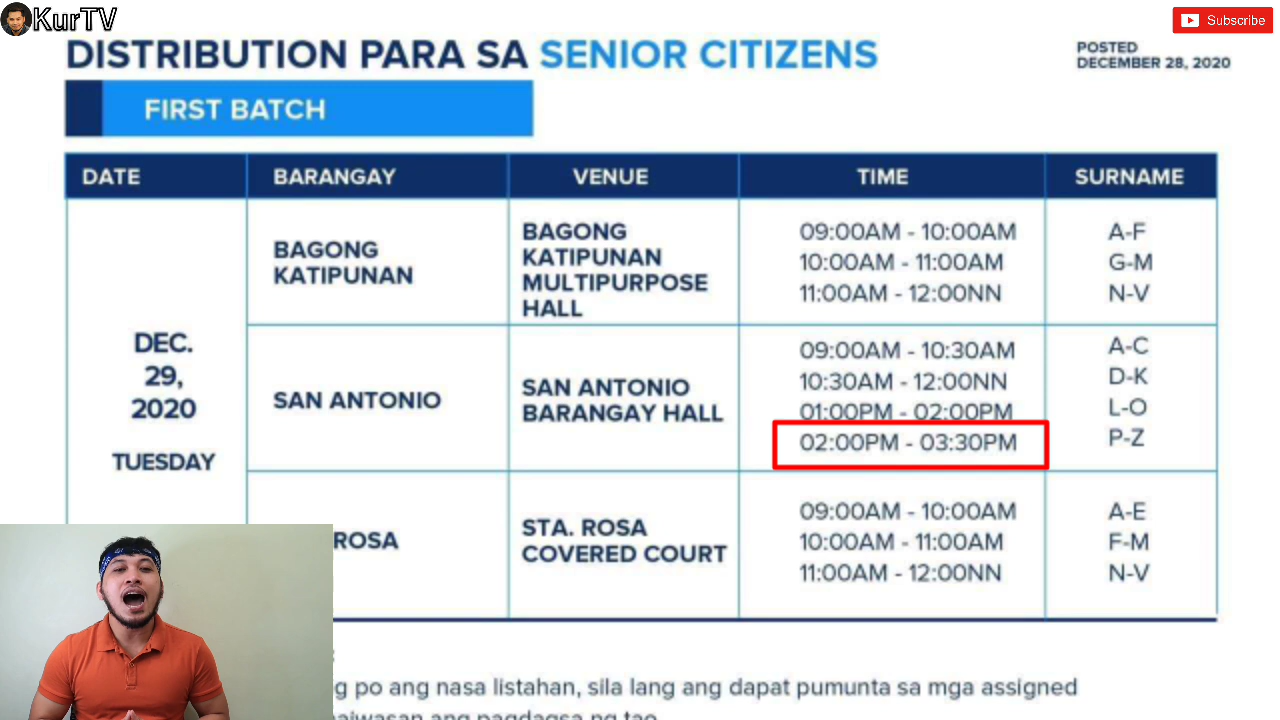 KurTV
Subscribe
DISTRIBUTION PARA SA SENIOR CITIZENS
POSTED
DECEMBER 28, 2020
FIRST BATCH
DATE BARANGAY VENUE TIME SURNAME
DEC.
29,
2020
TUESDAY
BAGONG
KATIPUNAN
BAGONG
KATIPUNAN
MULTIPURPOSE
HALL
09:00AM - 10:00AM A-F
10:00AM - 11:00AM G-M
11:00AM - 12:00NN N-V
SAN ANTONIO
SAN ANTONIO
BARANGAY HALL
09:00AM - 10:30AM A-C
10:30AM - 12:00NN D-K
01:00PM - 02:00PM L-O
02:00PM - 03:30PM P-Z
ROSA
STA. ROSA
COVERED COURT
09:00AM - 10:00AM A-E
10:00AM - 11:00AM F-M
11:00AM - 12:00NN N-V
po ang nasa listahan, sila lang ang dapat pumunta sa mga assigned
ang pagdagsa ng tao